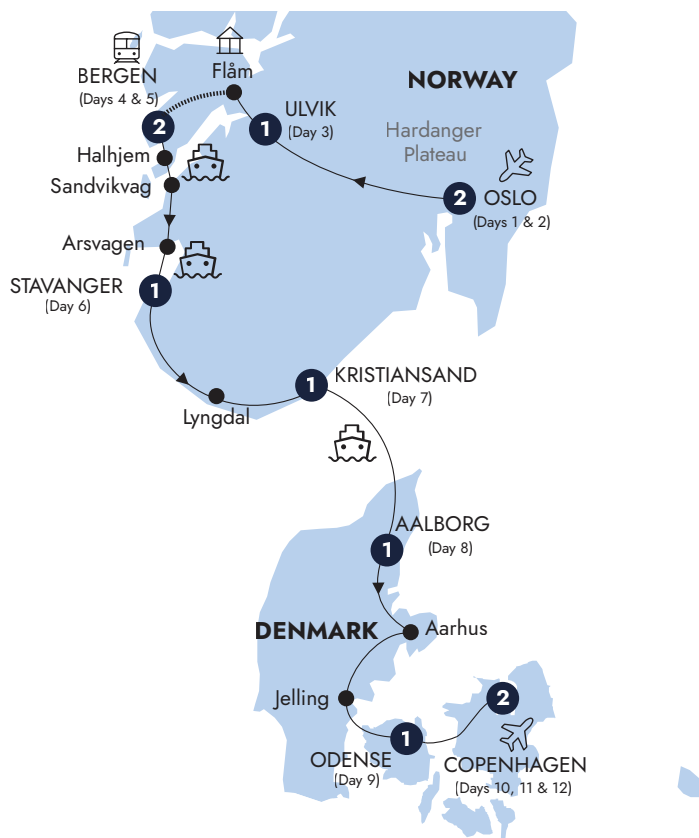 BERGEN
(Days 4 & 5)
Flåm
NORWAY
ULVIK
(Day 3)
2
1
Hardanger
Plateau
Halhjem
Sandvikvag
2
OSLO
(Days 1 & 2)
Arsvagen
STAVANGER
(Day 6)
1
1
KRISTIANSAND
(Day 7)
Lyngdal
AALBORG
(Day 8)
1
DENMARK
Aarhus
Jelling
2
1
ODENSE
(Day 9)
COPENHAGEN
(Days 10, 11 & 12)